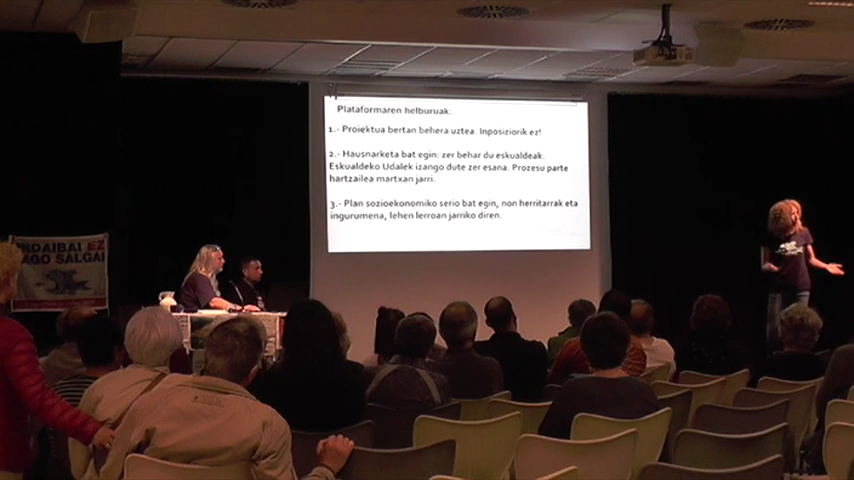 Plataformaren helburuak:
1.- Proiektua bertan behera uztea. Inposiziorik ez!
2.- Hausnarketa bat egin: zer behar du eskualdeak.
Eskualdeko Udalek izango dute zer esana. Prozesu parte
hartzailea martxan jarri.
3.- Plan sozioekonomiko serio bat egin, non herritarrak eta
ingurumena, lehen lerroan jarriko diren.
RDAIBAI EZ
AGO SALGAI